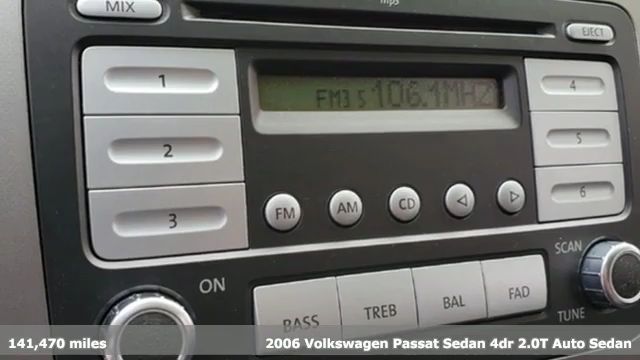 MIX
mp3
EJECT
1
FM3 5 106.1MHZ
4
2
5
3
6
FM AM CD
ON
SCAN
BASS TREB BAL FAD
TUNE
141,470 miles
2006 Volkswagen Passat Sedan 4dr 2.0T Auto Sedan